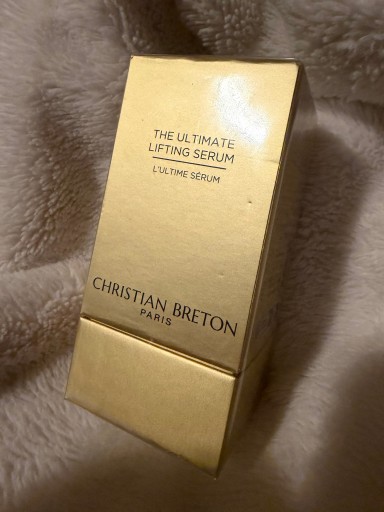 THE ULTIMATE
LIFTING SERUM
L'ULTIME SÉRUM
CHRISTIAN BRETON
PARIS